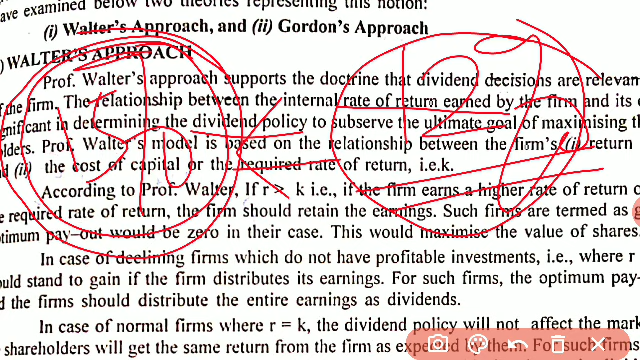 ave examined below two theories representing this notion:
(i) Walter's Approach, and (ii) Gordon's Approach
) WALTER'S APPROACH
Prof. Walter's approach supports the doctrine that dividend decisions are relevan
f the firm. The relationship between the internal rate of return earned by the firm and its c
gnificant in determining the dividend policy to subserve the ultimate goal of maximising th
lders. Prof. Walter's model is based on the relationship between the firm's (i) return
d (ii) the cost of capital or the required rate of return, i.e.k.
According to Prof. Walter, If r > k i.e., if the firm earns a higher rate of return o
e required rate of return, the firm should retain the earnings. Such firms are termed as g
timum pay-out would be zero in their case. This would maximise the value of shares.
In case of declining firms which do not have profitable investments, i.e., where r
ould stand to gain if the firm distributes its earnings. For such firms, the optimum pay-
d the firms should distribute the entire earnings as dividends.
In case of normal firms where r = k, the dividend policy will not affect the mark
shareholders will get the same return from the firm as expected by them. For such firms